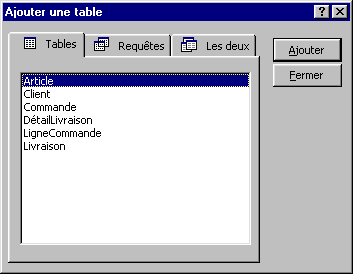 Ajouter une table
Tables
Requêtes
Les deux
Ajouter
Fermer
Article
Client
Commande
DétailLivraison
LigneCommande
Livraison